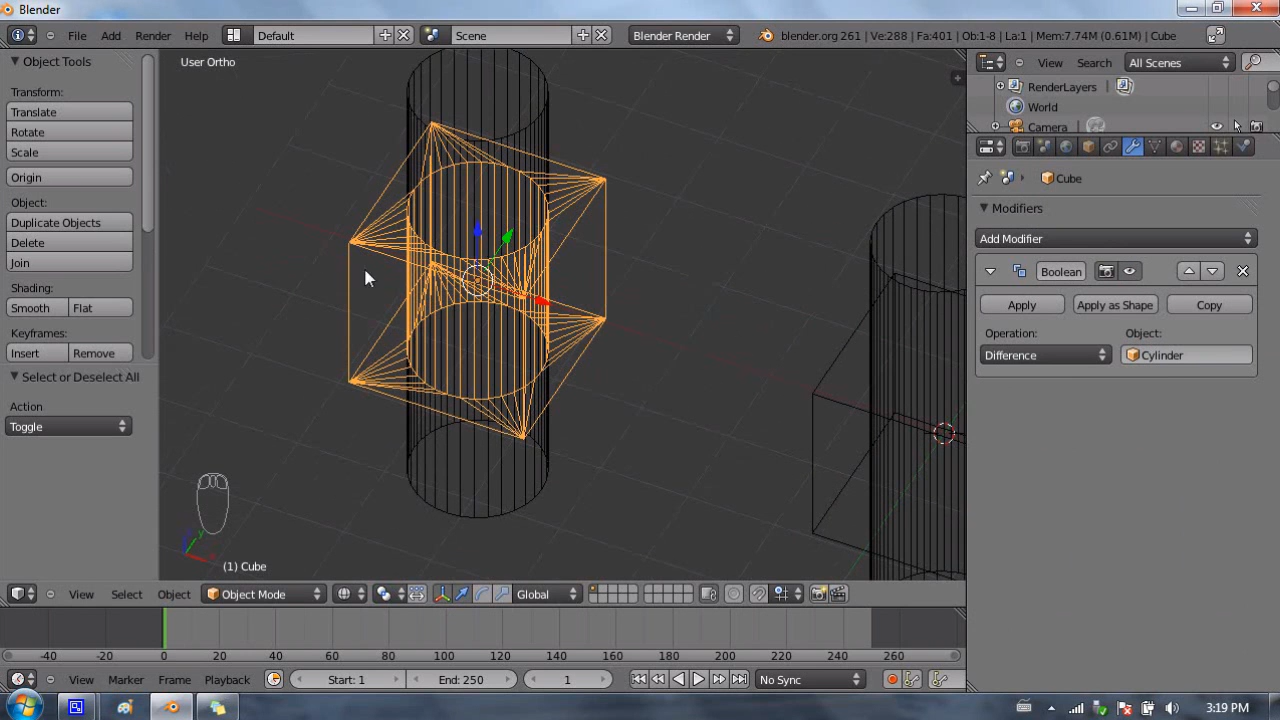 Blender
File Add Render Help Default Scene Blender Render blender.org 261 | Ve:288 | Fa:401 | Ob:1-8 | La:1 | Mem:7.74M (0.61M) | Cube
Object Tools
Transform:
Translate
Rotate
Scale
Origin
Object:
Duplicate Objects
Delete
Join
Shading:
Smooth Flat
Keyframes:
Insert Remove
Select or Deselect All
Action
Toggle
User Ortho
(1) Cube
View Search All Scenes
RenderLayers
World
Camera
Cube
Modifiers
Add Modifier
Boolean
Apply Apply as Shape Copy
Operation: Object:
Difference Cylinder
View Select Object Object Mode Global
-40 -20 0 20 40 60 80 100 120 140 160 180 200 220 240 260
View Marker Frame Playback Start: 1 End: 250 1 No Sync
3:19 PM